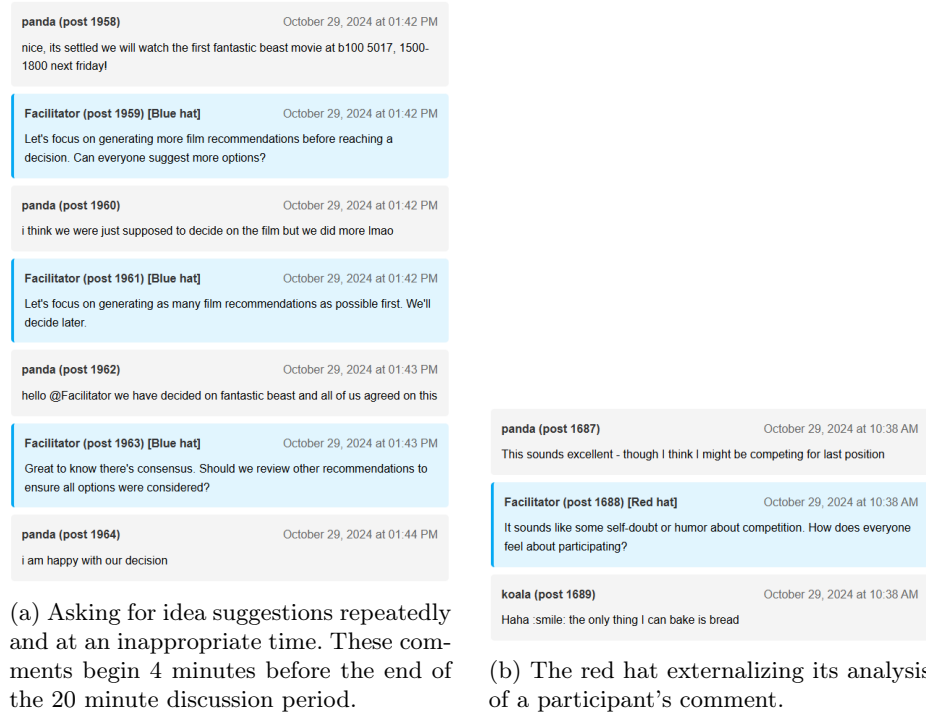 panda (post 1958) October 29, 2024 at 01:42 PM
nice, its settled we will watch the first fantastic beast movie at b100 5017, 1500-
1800 next friday!
Facilitator (post 1959) [Blue hat] October 29, 2024 at 01:42 PM
Let's focus on generating more film recommendations before reaching a
decision. Can everyone suggest more options?
panda (post 1960) October 29, 2024 at 01:42 PM
i think we were just supposed to decide on the film but we did more lmao
Facilitator (post 1961) [Blue hat] October 29, 2024 at 01:42 PM
Let's focus on generating as many film recommendations as possible first. We'll
decide later.
panda (post 1962) October 29, 2024 at 01:43 PM
hello @Facilitator we have decided on fantastic beast and all of us agreed on this
Facilitator (post 1963) [Blue hat] October 29, 2024 at 01:43 PM
Great to know there's consensus. Should we review other recommendations to
ensure all options were considered?
panda (post 1964) October 29, 2024 at 01:44 PM
i am happy with our decision
(a) Asking for idea suggestions repeatedly
and at an inappropriate time. These com-
ments begin 4 minutes before the end of
the 20 minute discussion period.
panda (post 1687) October 29, 2024 at 10:38 AM
This sounds excellent - though I think I might be competing for last position
Facilitator (post 1688) [Red hat] October 29, 2024 at 10:38 AM
It sounds like some self-doubt or humor about competition. How does everyone
feel about participating?
koala (post 1689) October 29, 2024 at 10:38 AM
Haha :smile: the only thing I can bake is bread
(b) The red hat externalizing its analysis
of a participant's comment.